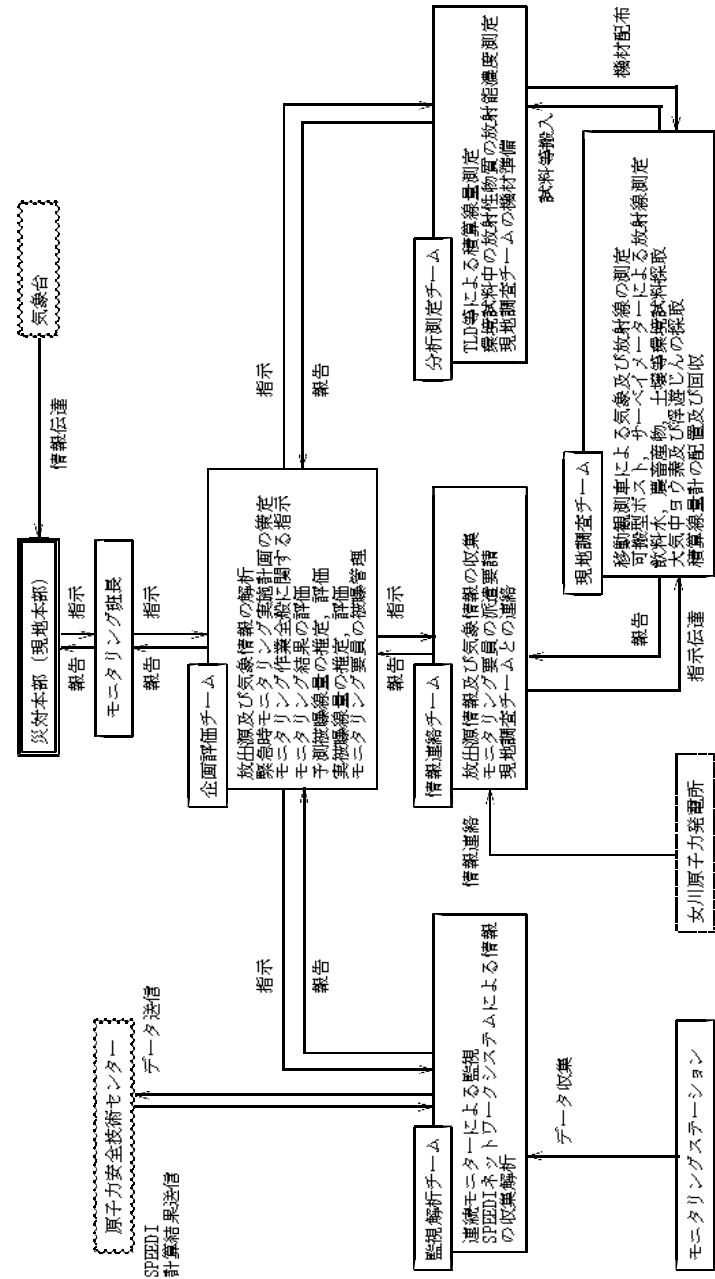 災対本部（現地本部）
気象台
情報伝達
指示
報告
モニタリング班長
指示
報告
原子力安全技術センター
データ送信
SPEEDI
計算結果送信
企画評価チーム
放出源及び気象情報の解析
緊急時モニタリング実施計画の策定
モニタリング作業全般に関する指示
モニタリング結果の評価
予測被曝線量の推定，評価
実被曝線量の推定，評価
モニタリング要員の被曝管理
指示
報告
指示
報告
指示
報告
監視解析チーム
連続モニターによる監視
SPEEDIネットワークシステムによる情報
の収集解析
データ収集
モニタリングステーション
情報連絡チーム
放出源情報及び気象情報の収集
モニタリング要員の派遣要請
現地調査チームとの連絡
情報連絡
女川原子力発電所
分析測定チーム
TLD等による積算線量測定
環境試料中の放射性物質の放射能濃度測定
現地調査チームの機材準備
試料等搬入
機材配布
報告
指示伝達
現地調査チーム
移動観測車による気象及び放射線の測定
可搬型ポスト，サーベイメーターによる放射線測定
飲料水，農畜産物，土壌等環境試料採取
大気中ヨウ素及び浮遊じんの採取
積算線量計の配置及び回収